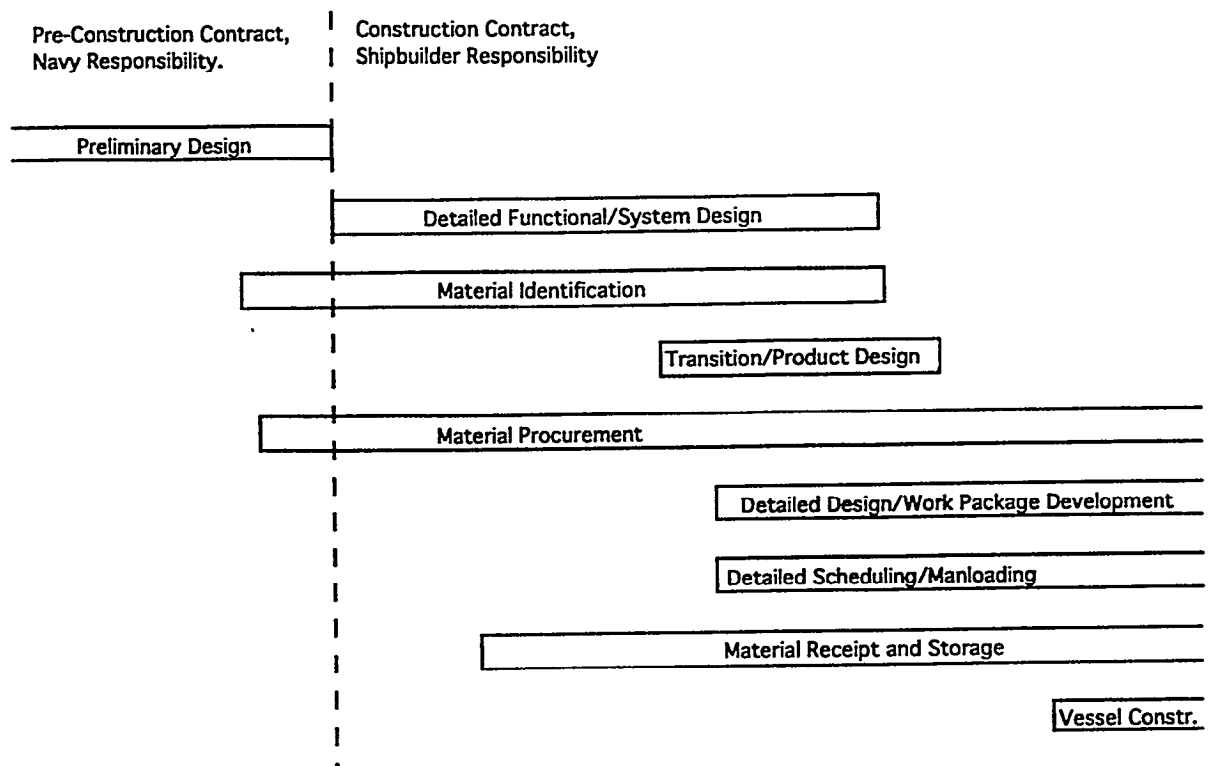 Pre-Construction Contract,
Navy Responsibility.
Construction Contract,
Shipbuilder Responsibility
Preliminary Design
Detailed Functional/System Design
Material Identification
Transition/Product Design
Material Procurement
Detailed Design/Work Package Development
Detailed Scheduling/Manloading
Material Receipt and Storage
Vessel Constr.